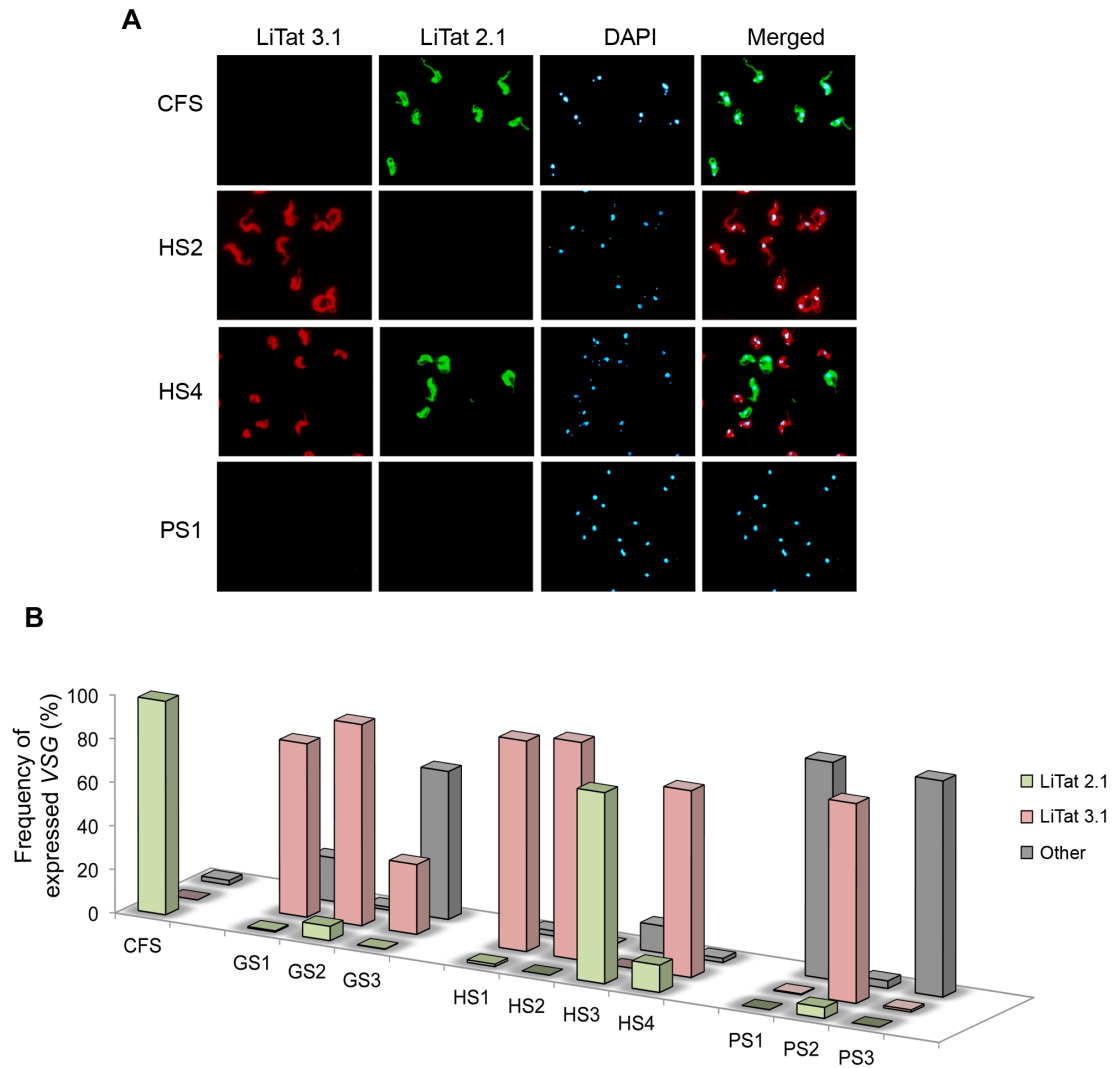 A
LiTat 3.1 LiTat 2.1 DAPI Merged
CFS
HS2
HS4
PS1
B
Frequency of
expressed VSG (%)
100
80
60
40
20
0
CFS
GS1
GS2
GS3
HS1
HS2
HS3
HS4
PS1
PS2
PS3
LiTat 2.1
LiTat 3.1
Other